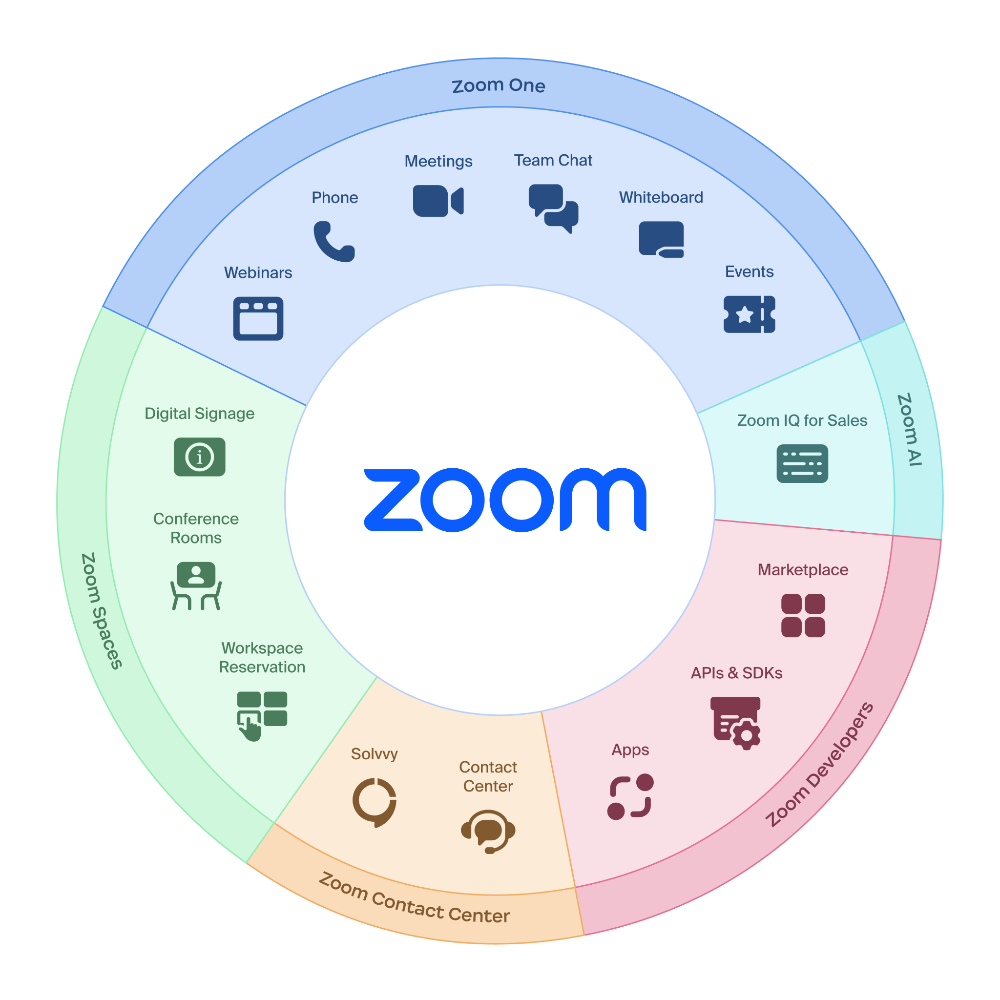 Zoom One
Meetings
Team Chat
Phone
Whiteboard
Webinars
Events
Zoom AI
Zoom IQ for Sales
Digital Signage
Conference
Rooms
Workspace
Reservation
Zoom Spaces
zoom
Marketplace
APIs & SDKs
Apps
Zoom Developers
Solvvy
Contact
Center
Zoom Contact Center